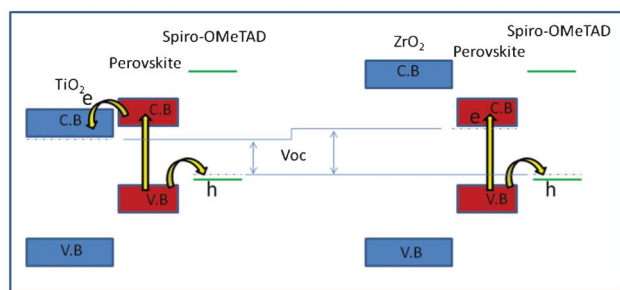 Spiro-OMeTAD
Perovskite
TiO2
e
C.B
C.B
V.B
h
V.B
Voc
Spiro-OMeTAD
ZrO2
Perovskite
C.B
C.B
e
V.B
h
V.B